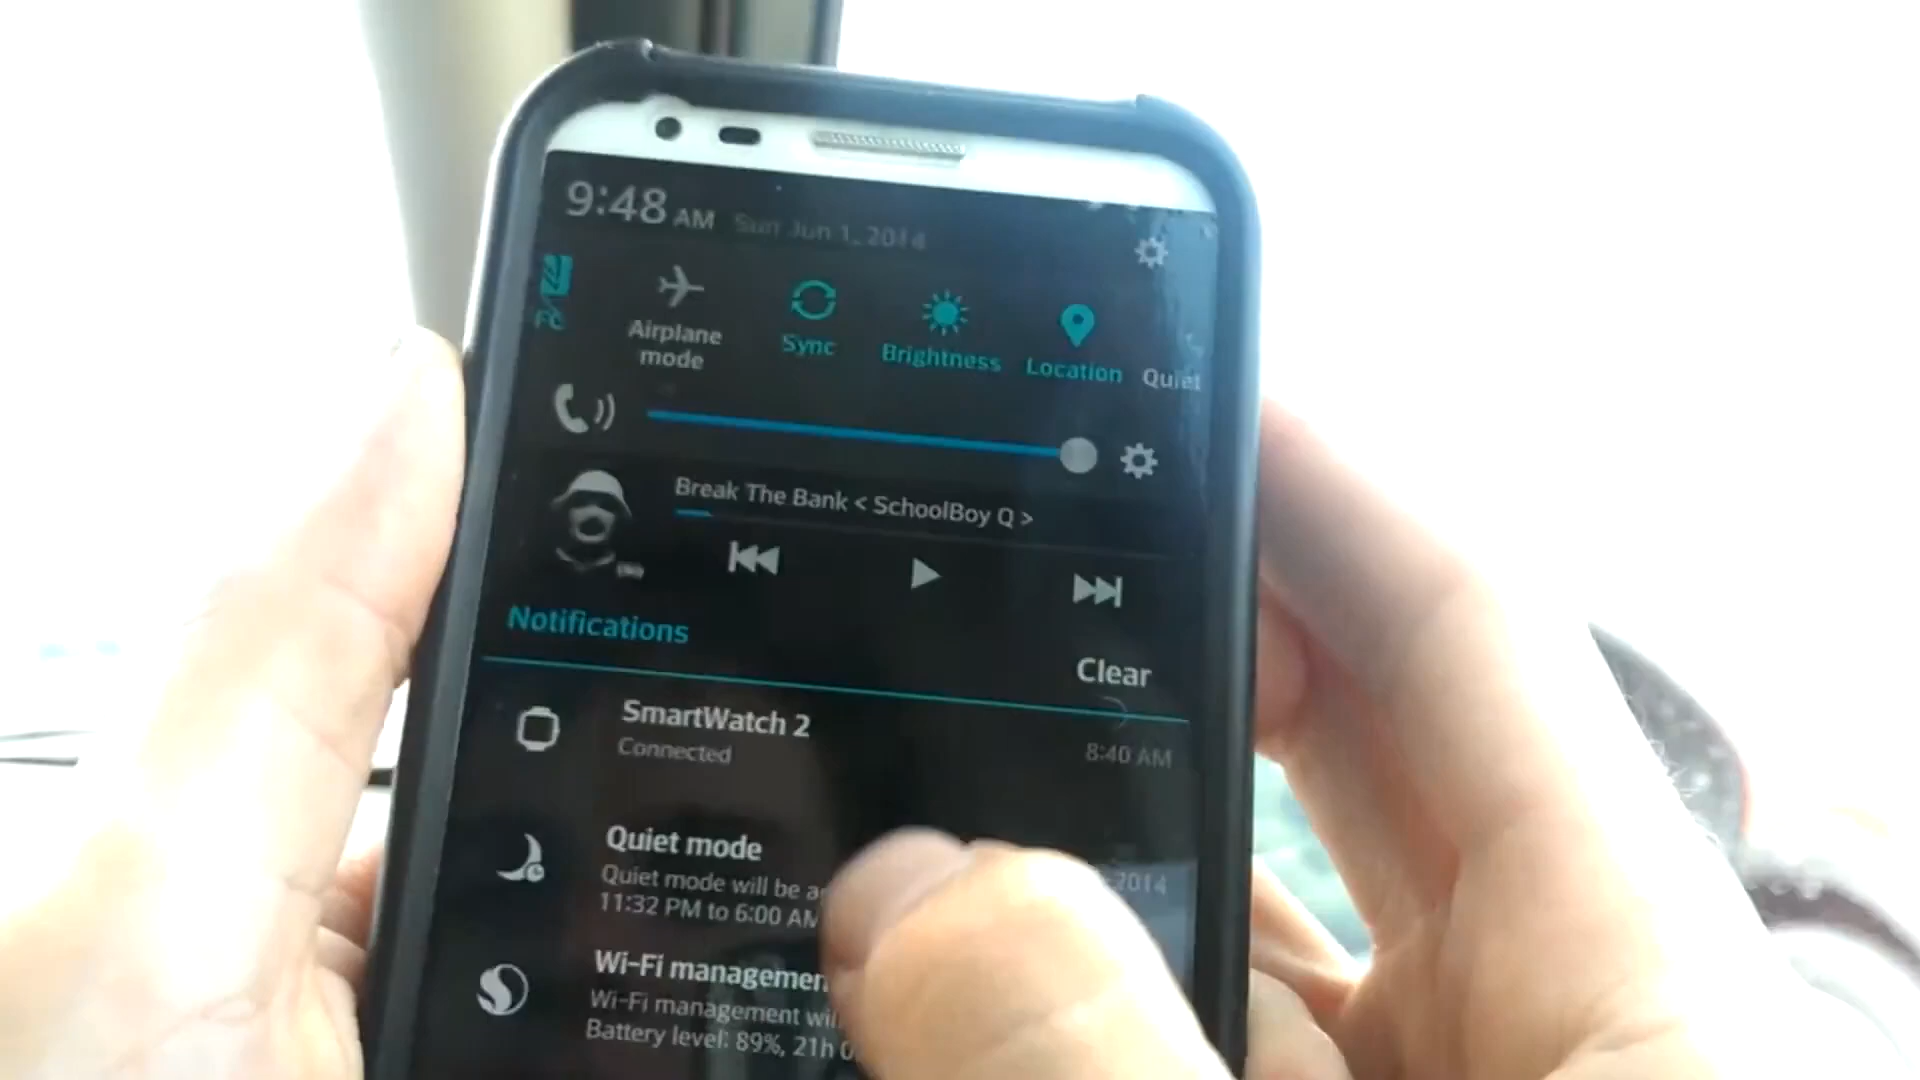 9:48 AM Sun Jun 1, 2014
Airplane mode
Sync
Brightness
Location
Quiet
Break The Bank < SchoolBoy Q >
Notifications
Clear
SmartWatch 2
Connected
8:40 AM
Quiet mode
Quiet mode will be
2014
11:32 PM to 6:00 AM
Wi-Fi
Wi-Fi management
Battery level: 89%, 21h